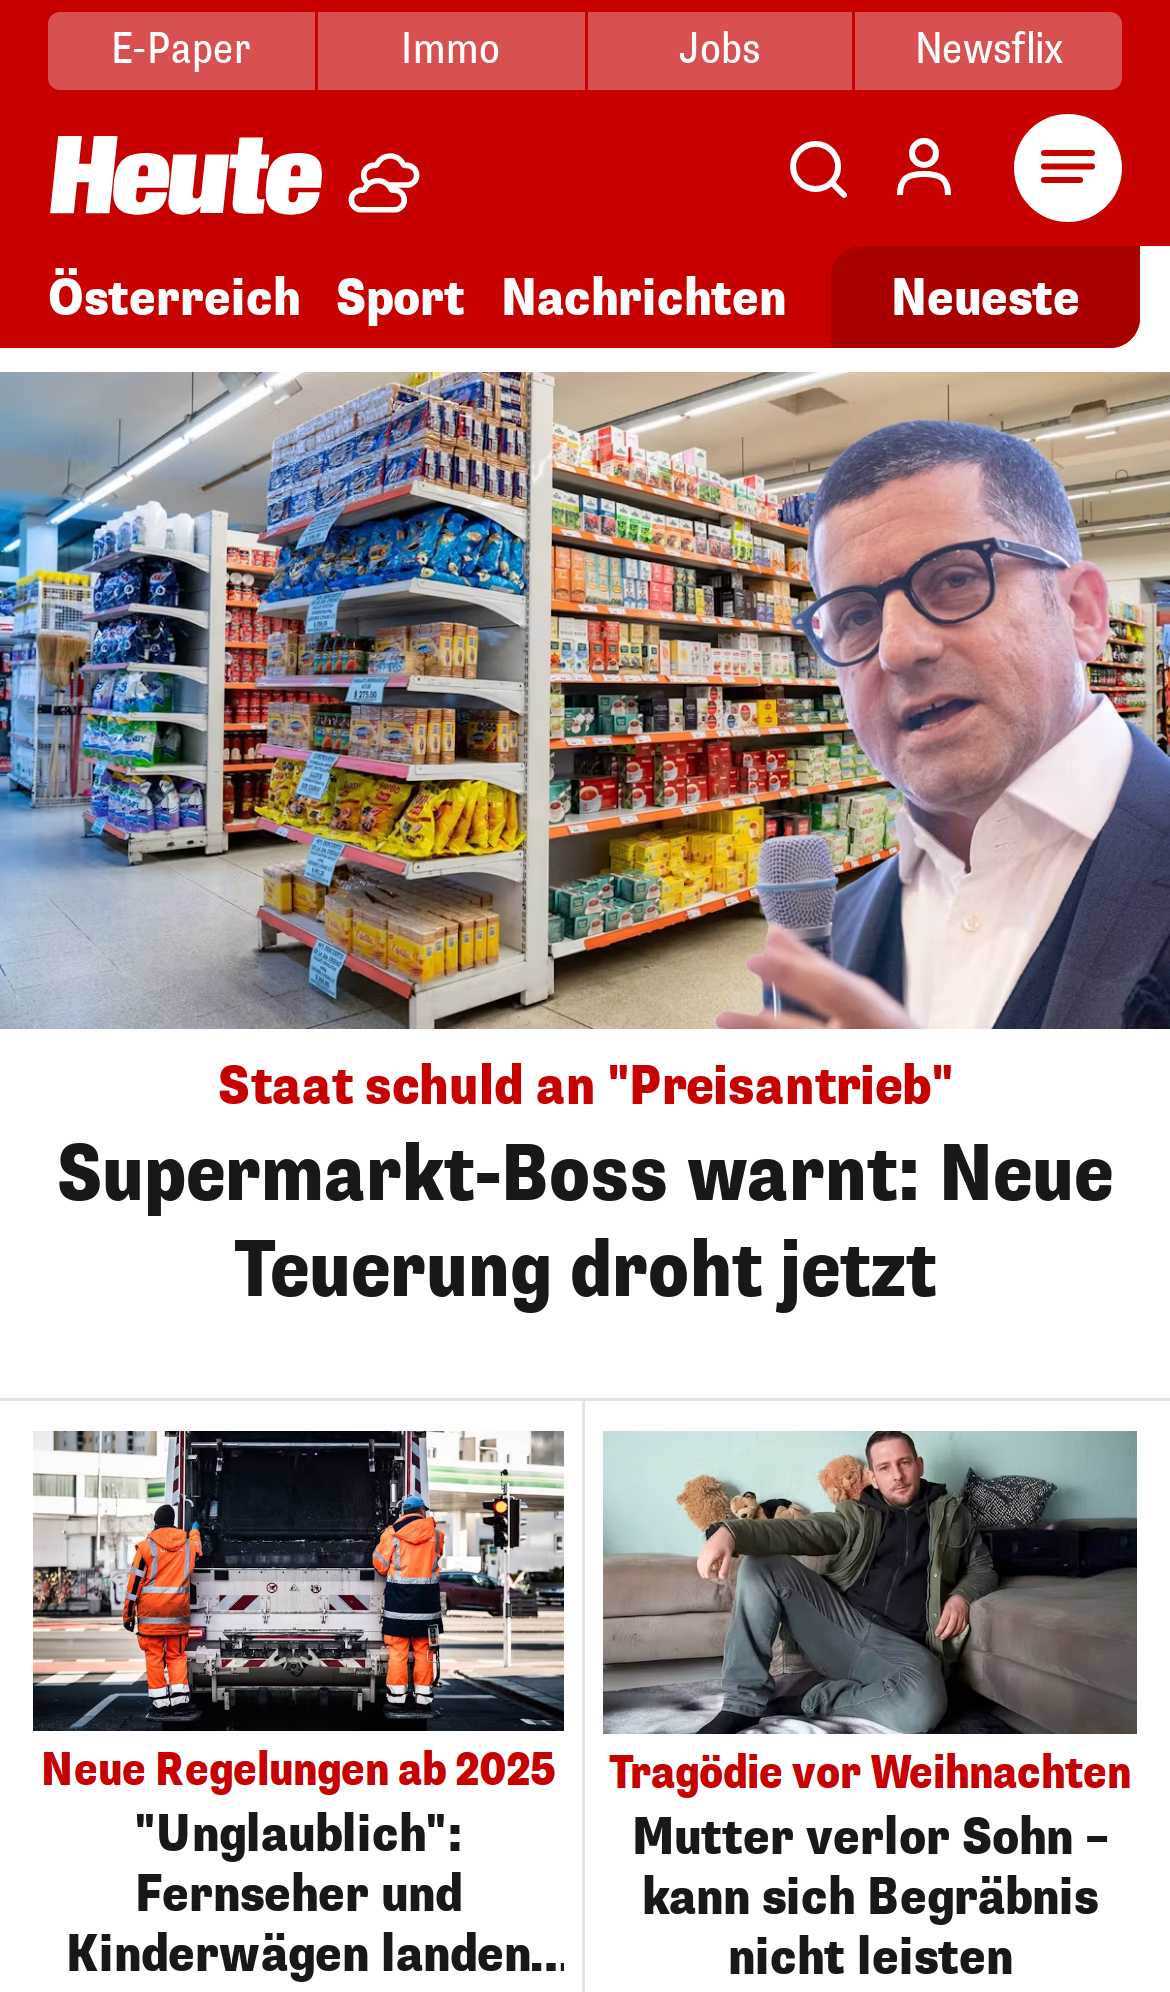 E-Paper
Immo
Jobs
Newsflix
Heute
Österreich
Sport
Nachrichten
Neueste
Staat schuld an "Preisantrieb"
Supermarkt-Boss warnt: Neue
Teuerung droht jetzt
Neue Regelungen ab 2025
"Unglaublich":
Fernseher und
Kinderwägen landen...
Tragödie vor Weihnachten
Mutter verlor Sohn –
kann sich Begräbnis
nicht leisten